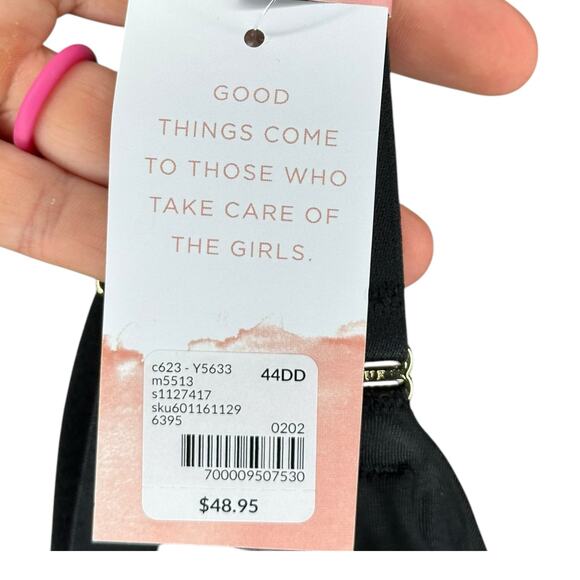 GOOD
THINGS COME
TO THOSE WHO
TAKE CARE OF
THE GIRLS.
c623 - Y5633
m5513
44DD
s1127417
sku601161129
6395
0202
700009507530
$48.95